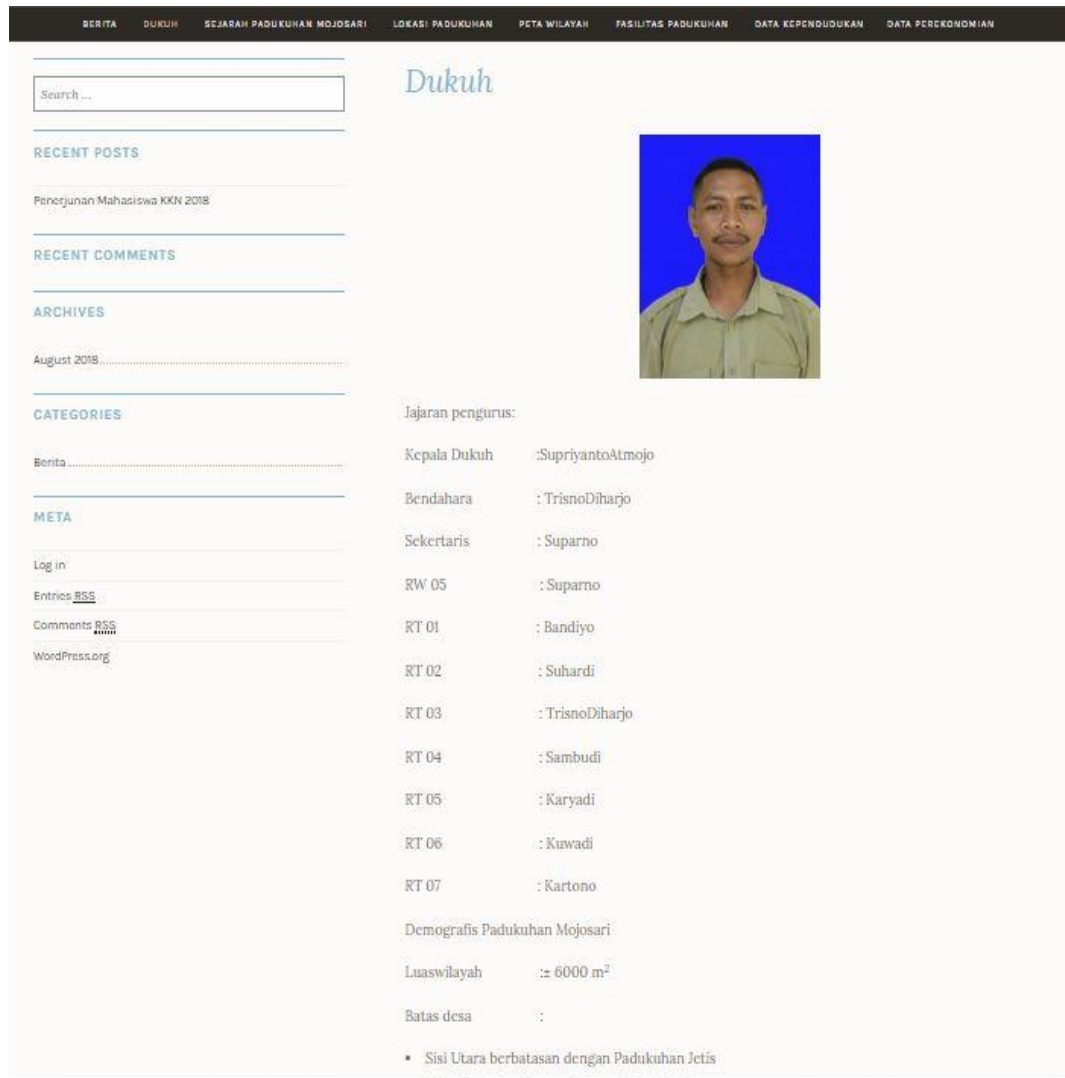 BERITA DUKUH SEJARAH PADUKUHAN MOJOSARI LOKASI PADUKUHAN PETA WILAYAH FASILITAS PADUKUHAN DATA KEPENDUDUKAN DATA PEREKONOMIAN
Search ...
RECENT POSTS
Penerjunan Mahasiswa KKN 2018
RECENT COMMENTS
ARCHIVES
August 2018
CATEGORIES
Berita
META
Log in
Entries RSS
Comments RSS
WordPress.org
Dukuh
Jajaran pengurus:
Kepala Dukuh :SupriyantoAtmojo
Bendahara : TrisnoDiharjo
Sekertaris : Suparno
RW 05 : Suparno
RT 01 : Bandiyo
RT 02 : Suhardi
RT 03 : TrisnoDiharjo
RT 04 : Sambudi
RT 05 : Karyadi
RT 06 : Kuwadi
RT 07 : Kartono
Demografis Padukuhan Mojosari
Luaswilayah :± 6000 m²
Batas desa :
• Sisi Utara berbatasan dengan Padukuhan Jetis